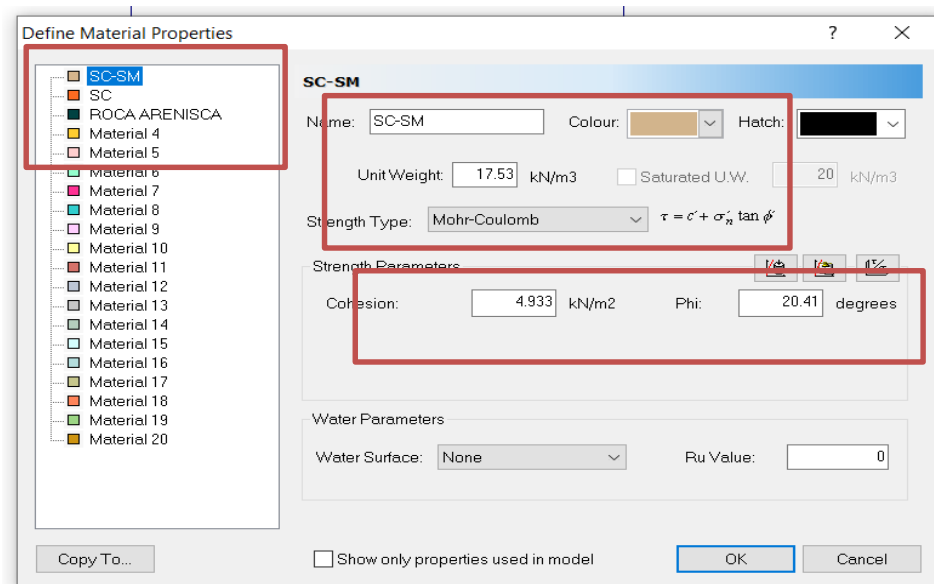 Define Material Properties ? ×
SC-SM
SC
ROCA ARENISCA
Material 4
Material 5
Material 6
Material 7
Material 8
Material 9
Material 10
Material 11
Material 12
Material 13
Material 14
Material 15
Material 16
Material 17
Material 18
Material 19
Material 20
SC-SM
Name: SC-SM Colour: Hatch:
Unit Weight: 17.53 kN/m3 Saturated U.W. 20 kN/m3
Strength Type: Mohr-Coulomb τ = c′ + σ′n tan ϕ′
Strength Parameters
Cohesion: 4.933 kN/m2 Phi: 20.41 degrees
Water Parameters
Water Surface: None Ru Value: 0
Copy To... Show only properties used in model OK Cancel